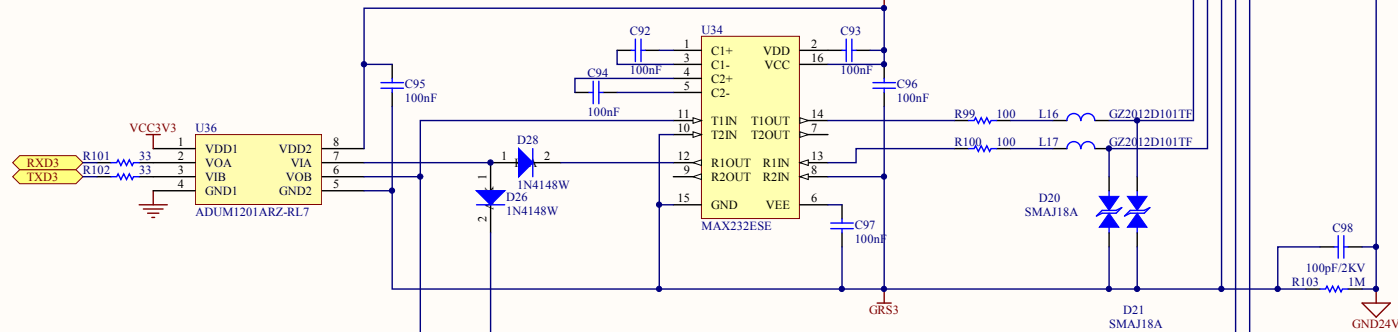 U34
C92
100nF
C94
100nF
1 C1+ VDD 2
3 C1- VCC 16
4 C2+
5 C2-
11 T1IN T1OUT 14
10 T2IN T2OUT 7
12 R1OUT R1IN 13
9 R2OUT R2IN 8
15 GND VEE 6
MAX232ESE
C93
100nF
C96
100nF
C97
100nF
C95
100nF
VCC3V3
U36
1 VDD1 VDD2 8
2 VOA VIA 7
3 VIB VOB 6
4 GND1 GND2 5
ADUM1201ARZ-RL7
RXD3 R101 33
TXD3 R102 33
D28
1 2
1N4148W
1
D26
1N4148W
2
R99 100 L16 GZ2012D101TF
R100 100 L17 GZ2012D101TF
D20
SMAJ18A
D21
SMAJ18A
GRS3
C98
100pF/2KV
R103 1M
GND24V